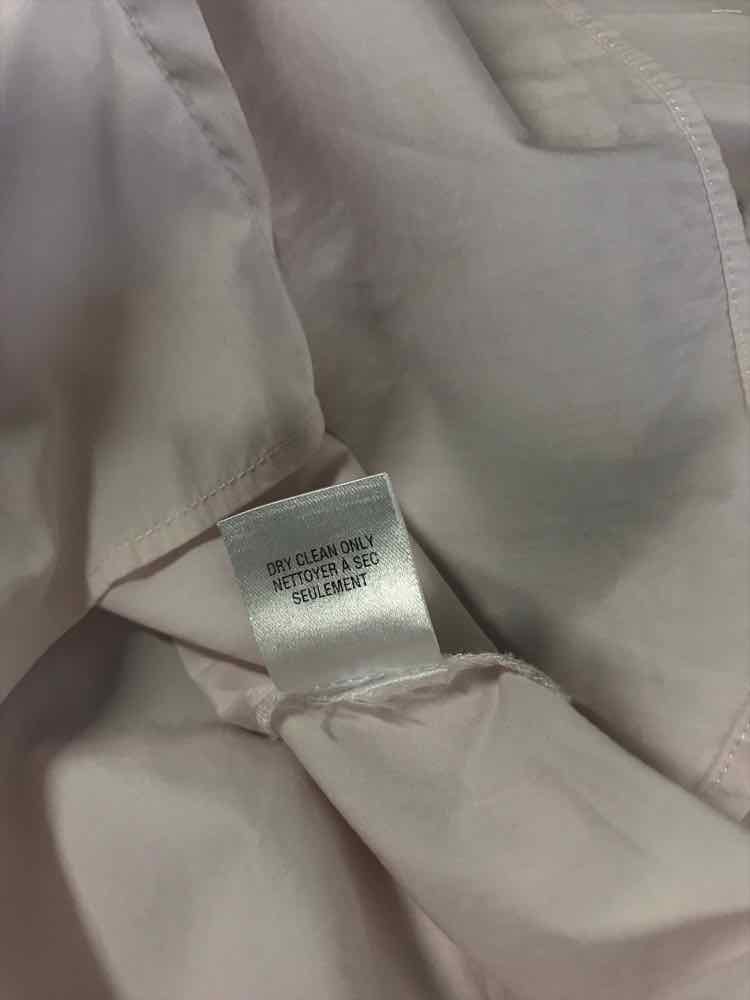 DRY CLEAN ONLY
NETTOYER À SEC
SEULEMENT